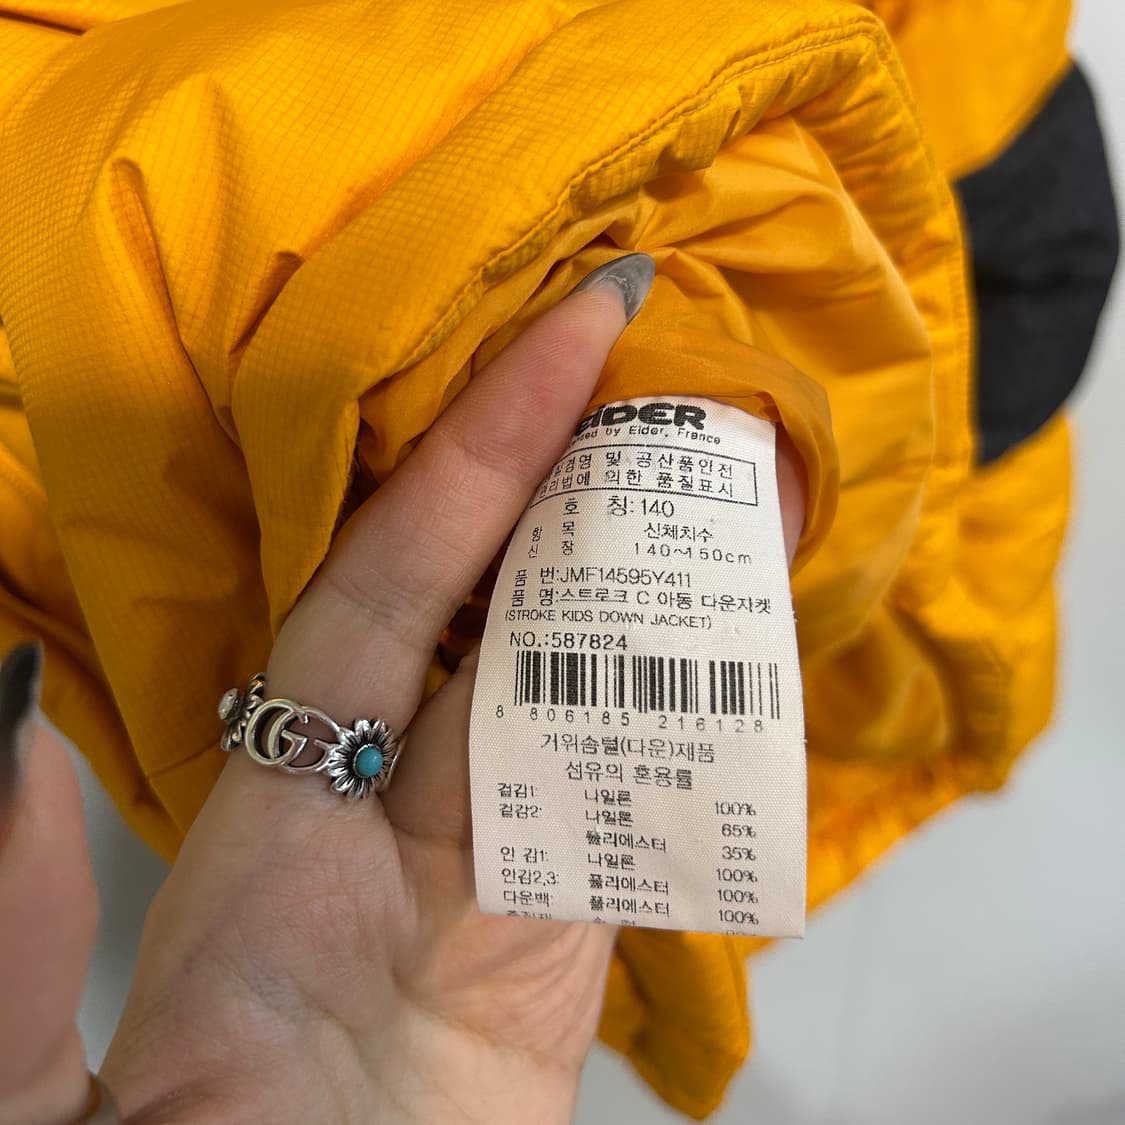 EiDER
by Eider, France
경영 및 공산품안전
관리법에 의한 품질표시
호 칭: 140
항 목 신체치수
신 장 140~150cm
품 번:JMF14595Y411
품 명:스트로크 C 아동 다운자켓
(STROKE KIDS DOWN JACKET)
NO.:587824
8 806185 216128
거위솜털(다운)제품
섬유의 혼용률
겉감1: 나일론 100%
겉감2: 나일론 65%
폴리에스터 35%
안 감1: 나일론 100%
안감2,3: 폴리에스터 100%
다운백: 폴리에스터 100%
GG